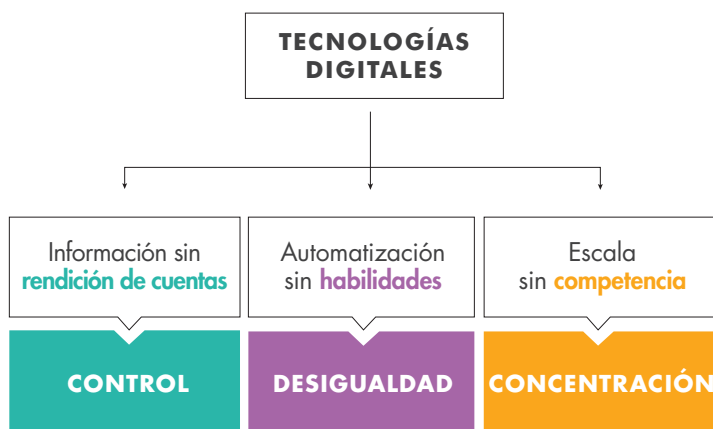 TECNOLOGÍAS
DIGITALES
Información sin
rendición de cuentas
Automatización
sin habilidades
Escala
sin competencia
CONTROL
DESIGUALDAD
CONCENTRACIÓN